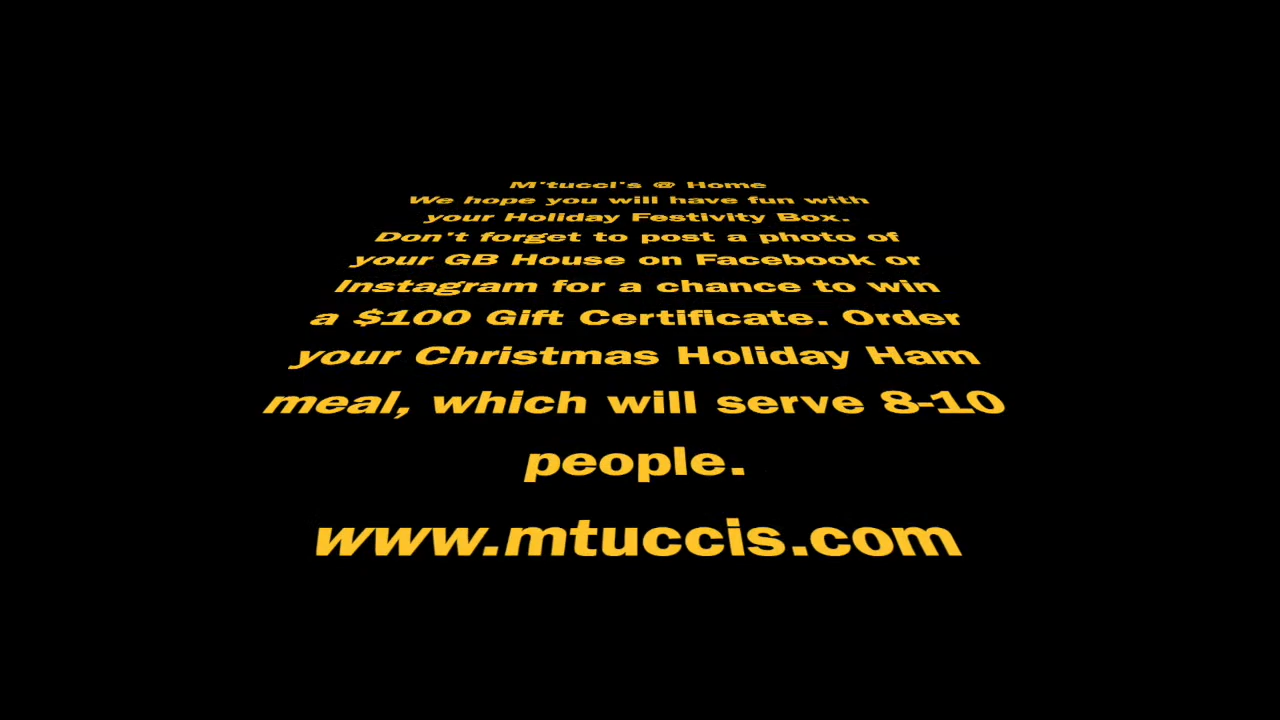 M'tucci's @ Home
We hope you will have fun with
your Holiday Festivity Box.
Don't forget to post a photo of
your GB House on Facebook or
Instagram for a chance to win
a $100 Gift Certificate. Order
your Christmas Holiday Ham
meal, which will serve 8-10
people.
www.mtuccis.com